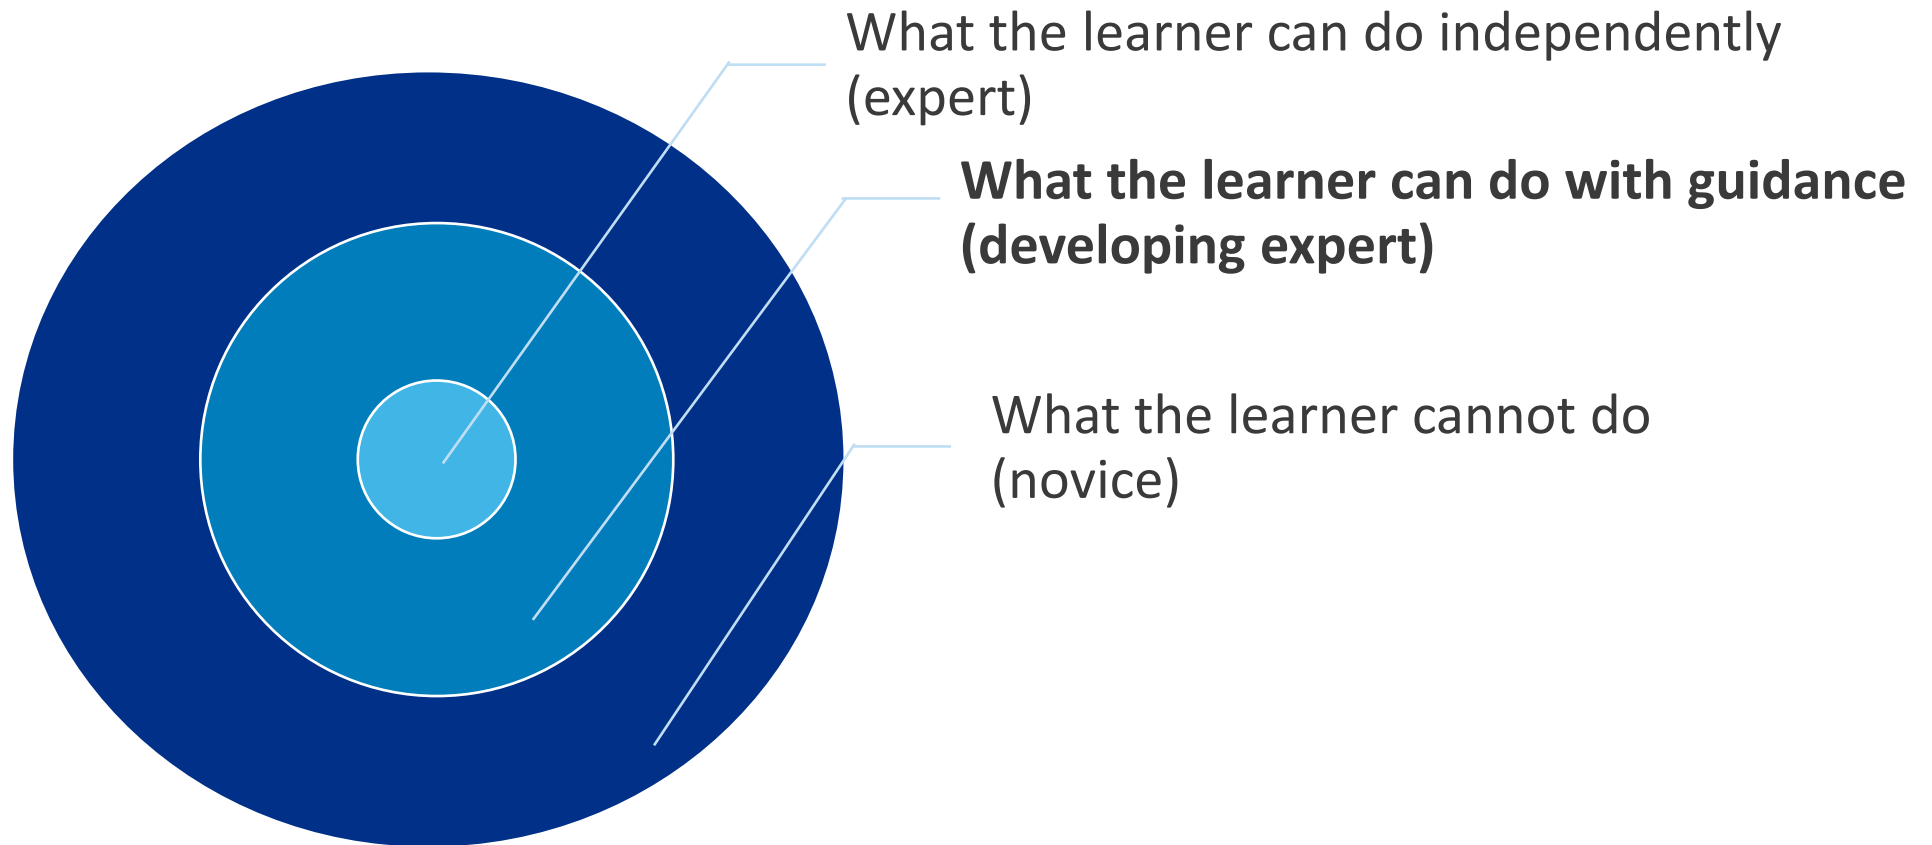 What the learner can do independently
(expert)
What the learner can do with guidance
(developing expert)
What the learner cannot do
(novice)